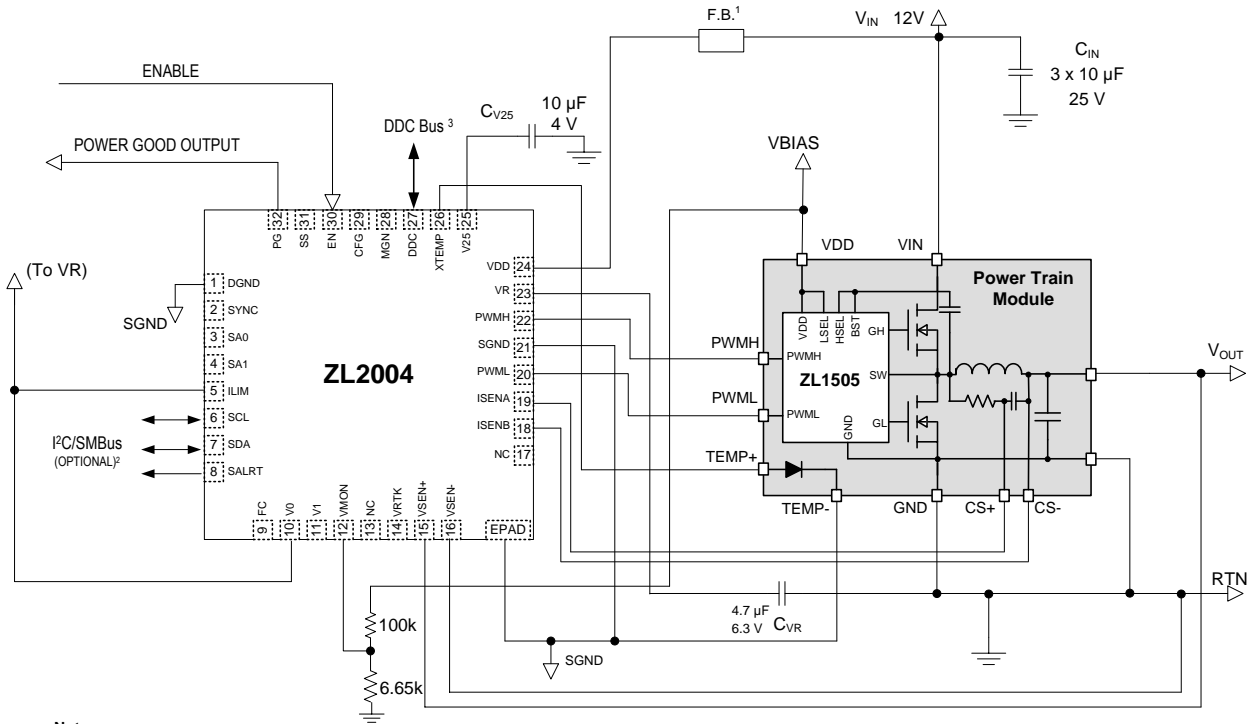 F.B.¹
VIN 12V
CIN
3 x 10 µF
25 V
ENABLE
CV25
10 µF
4 V
DDC Bus ³
POWER GOOD OUTPUT
VBIAS
32 31 30 29 28 27 26 25
PG SS EN CFG MGN DDC XTEMP V25
VDD VIN
(To VR)
SGND
1 DGND
2 SYNC
3 SA0
4 SA1
5 ILIM
6 SCL
7 SDA
8 SALRT
I²C/SMBus
(OPTIONAL)²
ZL2004
VDD 24
VR 23
PWMH 22
SGND 21
PWML 20
ISENA 19
ISENB 18
NC 17
Power Train
Module
VDD LSEL HSEL BST
GH
PWMH PWMH
SW
ZL1505
PWML PWML
GL
GND
VOUT
TEMP+
TEMP- GND CS+ CS-
FC V0 V1 VMON NC VRTK VSEN+ VSEN-
9 10 11 12 13 14 15 16
EPAD
RTN
4.7 µF
6.3 V CVR
100k
SGND
6.65k